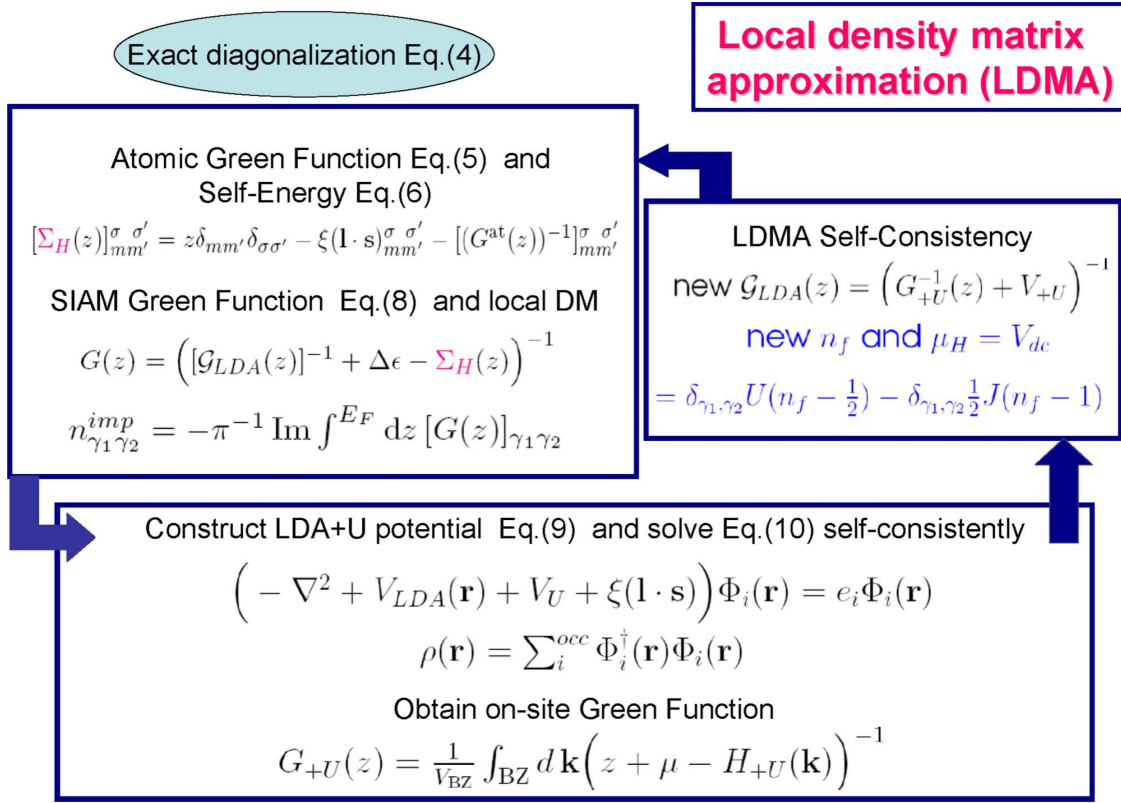 Exact diagonalization Eq.(4)
Local density matrix
approximation (LDMA)
Atomic Green Function Eq.(5) and
Self-Energy Eq.(6)
[Σ_H(z)]^{σ σ'}_{mm'} = zδ_{mm'}δ_{σσ'} − ξ(l · s)^{σ σ'}_{mm'} − [(G^{at}(z))^{−1}]^{σ σ'}_{mm'}
SIAM Green Function Eq.(8) and local DM
G(z) = ([𝒢_{LDA}(z)]^{−1} + Δϵ − Σ_H(z))^{−1}
n^{imp}_{γ₁γ₂} = −π^{−1} Im ∫^{E_F} dz [G(z)]_{γ₁γ₂}
LDMA Self-Consistency
new 𝒢_{LDA}(z) = (G^{−1}_{+U}(z) + V_{+U})^{−1}
new n_f and μ_H = V_{dc}
= δ_{γ₁,γ₂}U(n_f − ½) − δ_{γ₁,γ₂}½J(n_f − 1)
Construct LDA+U potential Eq.(9) and solve Eq.(10) self-consistently
(− ∇² + V_{LDA}(r) + V_U + ξ(l · s))Φ_i(r) = e_iΦ_i(r)
ρ(r) = ∑_i^{occ} Φ_i^†(r)Φ_i(r)
Obtain on-site Green Function
G_{+U}(z) = 1/V_{BZ} ∫_{BZ} d k(z + μ − H_{+U}(k))^{−1}